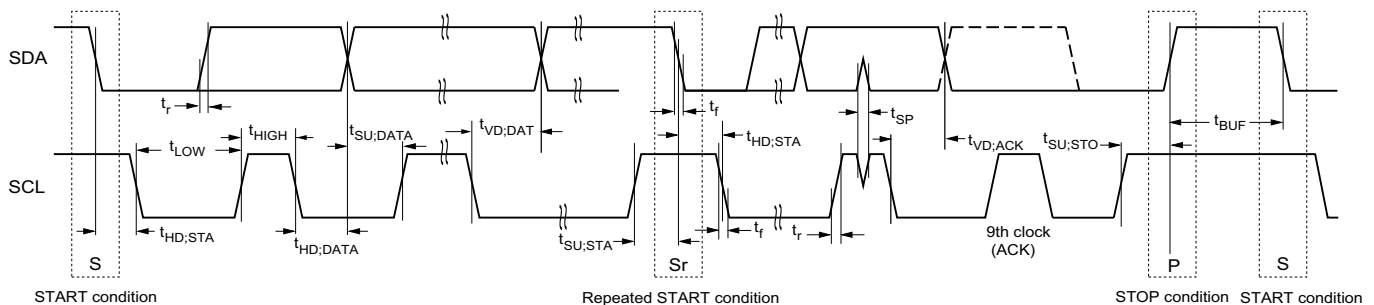 SDA
t_r
t_f
t_SP
t_BUF
t_HIGH
t_SU;DATA
t_VD;DAT
t_LOW
t_HD;STA
t_VD;ACK
t_SU;STO
SCL
t_HD;STA
t_HD;DATA
t_SU;STA
t_f
t_r
9th clock
(ACK)
S
Sr
P
S
START condition
Repeated START condition
STOP condition
START condition